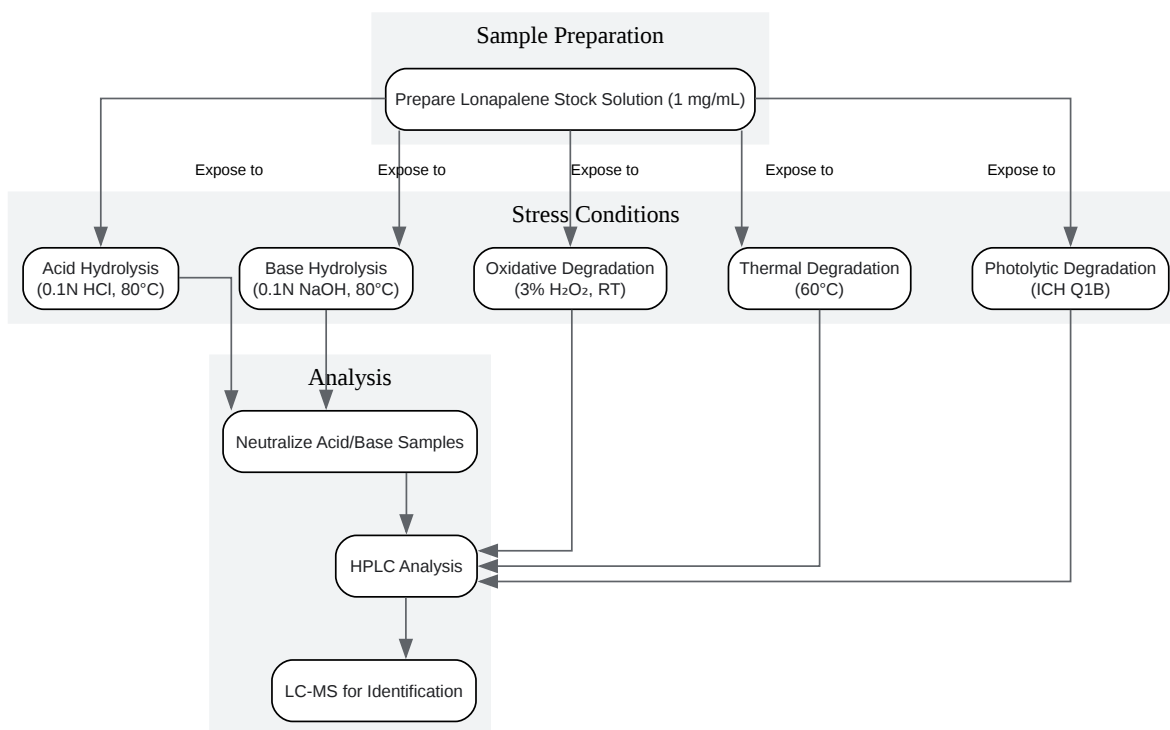 Sample Preparation
Prepare Lonapalene Stock Solution (1 mg/mL)
Expose to
Expose to
Expose to
Expose to
Expose to
Stress Conditions
Acid Hydrolysis
(0.1N HCl, 80°C)
Base Hydrolysis
(0.1N NaOH, 80°C)
Oxidative Degradation
(3% H₂O₂, RT)
Thermal Degradation
(60°C)
Photolytic Degradation
(ICH Q1B)
Analysis
Neutralize Acid/Base Samples
HPLC Analysis
LC-MS for Identification